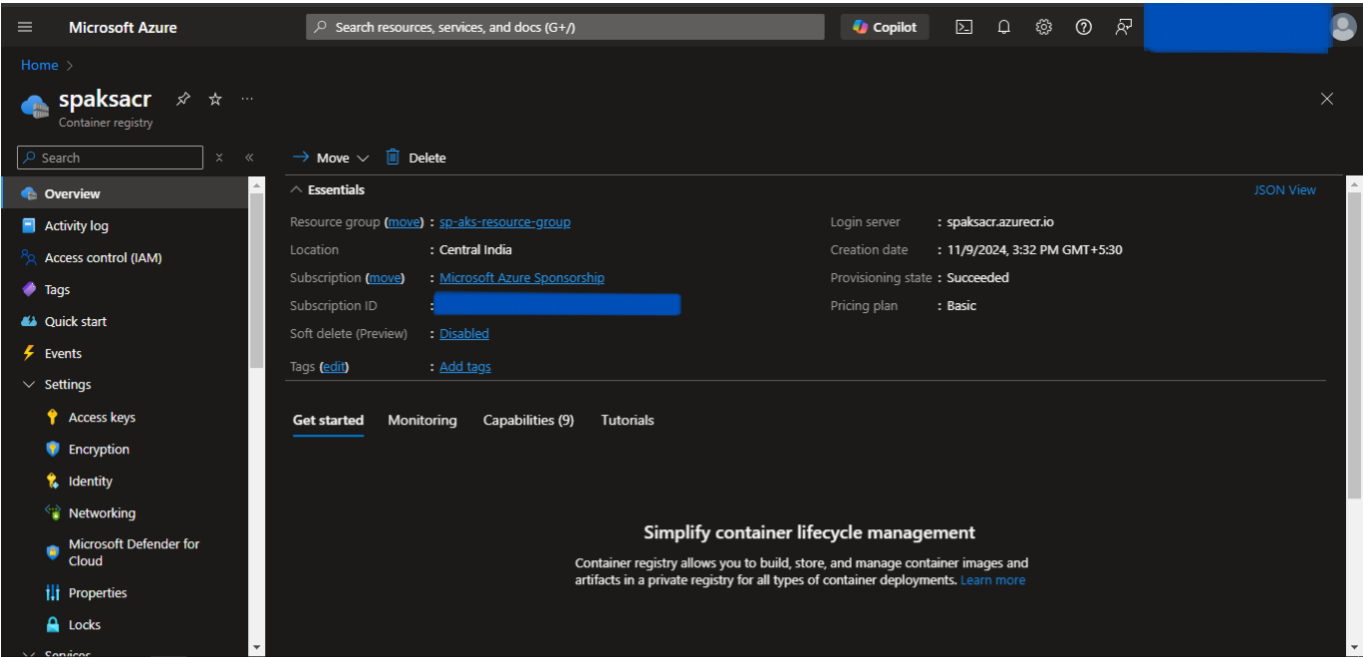 Microsoft Azure
Search resources, services, and docs (G+/)
Copilot
Home >
spaksacr
Container registry
Search
Move
Delete
Overview
Activity log
Access control (IAM)
Tags
Quick start
Events
Settings
Access keys
Encryption
Identity
Networking
Microsoft Defender for
Cloud
Properties
Locks
Services
Essentials
JSON View
Resource group (move) : sp-aks-resource-group
Location : Central India
Subscription (move) : Microsoft Azure Sponsorship
Subscription ID :
Soft delete (Preview) : Disabled
Tags (edit) : Add tags
Login server : spaksacr.azurecr.io
Creation date : 11/9/2024, 3:32 PM GMT+5:30
Provisioning state : Succeeded
Pricing plan : Basic
Get started Monitoring Capabilities (9) Tutorials
Simplify container lifecycle management
Container registry allows you to build, store, and manage container images and
artifacts in a private registry for all types of container deployments. Learn more